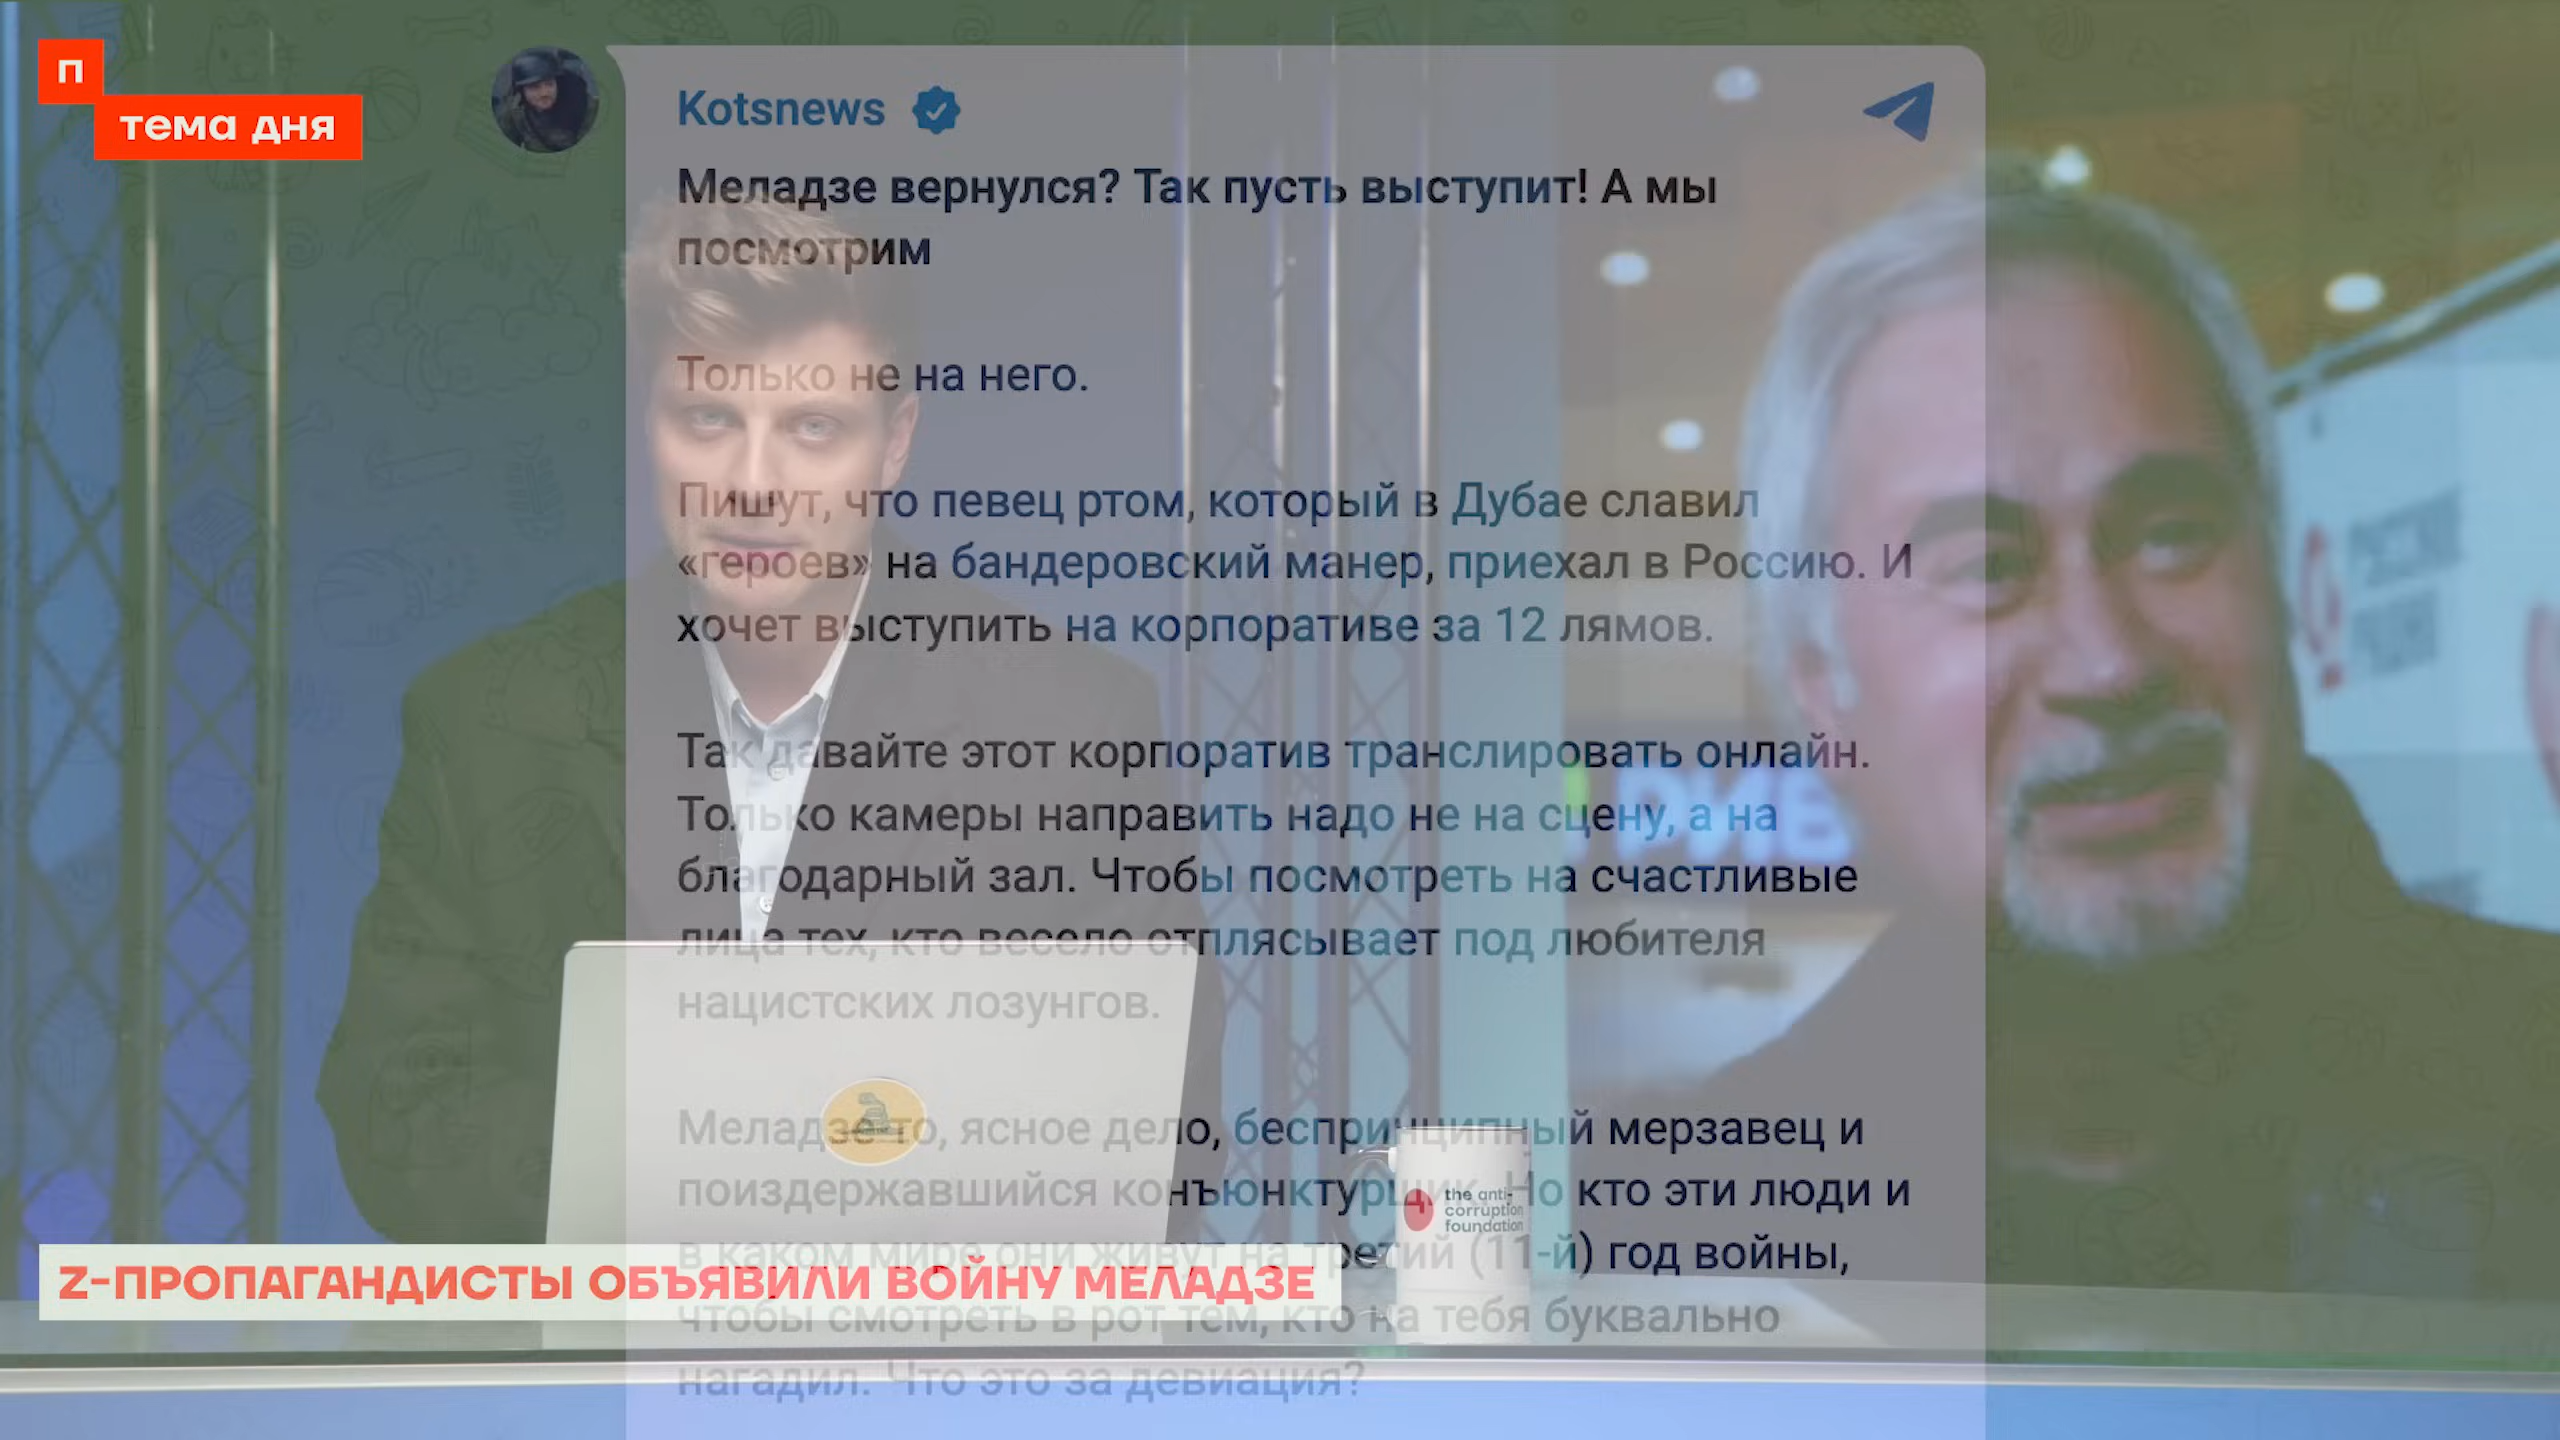 п
тема дня
Kotsnews
Меладзе вернулся? Так пусть выступит! А мы
посмотрим
Только не на него.
Пишут, что певец ртом, который в Дубае славил
«героев» на бандеровский манер, приехал в Россию. И
хочет выступить на корпоративе за 12 лямов.
Так давайте этот корпоратив транслировать онлайн.
Только камеры направить надо не на сцену, а на
благодарный зал. Чтобы посмотреть на счастливые
лица тех, кто весело отплясывает под любителя
нацистских лозунгов.
Меладзе-то, ясное дело, беспринципный мерзавец и
поиздержавшийся конъюнктурщик. Но кто эти люди и
в каком мире они живут на третий (11-й) год войны,
чтобы смотреть в рот тем, кто на тебя буквально
нагадил. Что это за девиация?
the anti-
corruption
foundation
Z-ПРОПАГАНДИСТЫ ОБЪЯВИЛИ ВОЙНУ МЕЛАДЗЕ